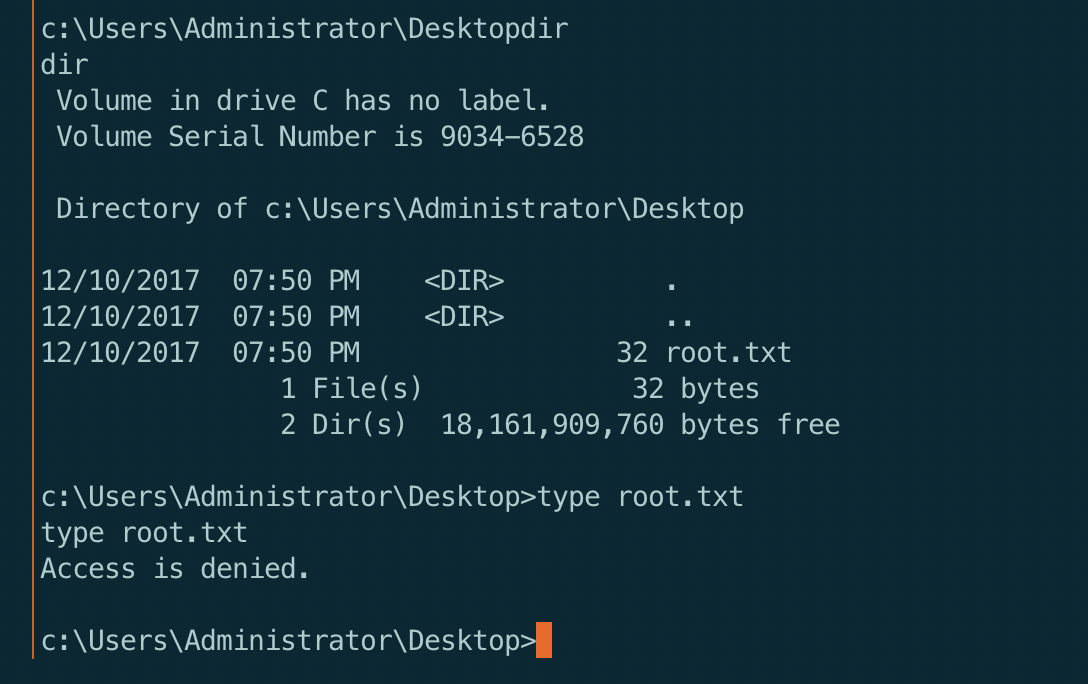 c:\Users\Administrator\Desktopdir
dir
 Volume in drive C has no label.
 Volume Serial Number is 9034-6528
 Directory of c:\Users\Administrator\Desktop
12/10/2017  07:50 PM    <DIR>          .
12/10/2017  07:50 PM    <DIR>          ..
12/10/2017  07:50 PM                32 root.txt
               1 File(s)             32 bytes
               2 Dir(s)  18,161,909,760 bytes free
c:\Users\Administrator\Desktop>type root.txt
type root.txt
Access is denied.
c:\Users\Administrator\Desktop>